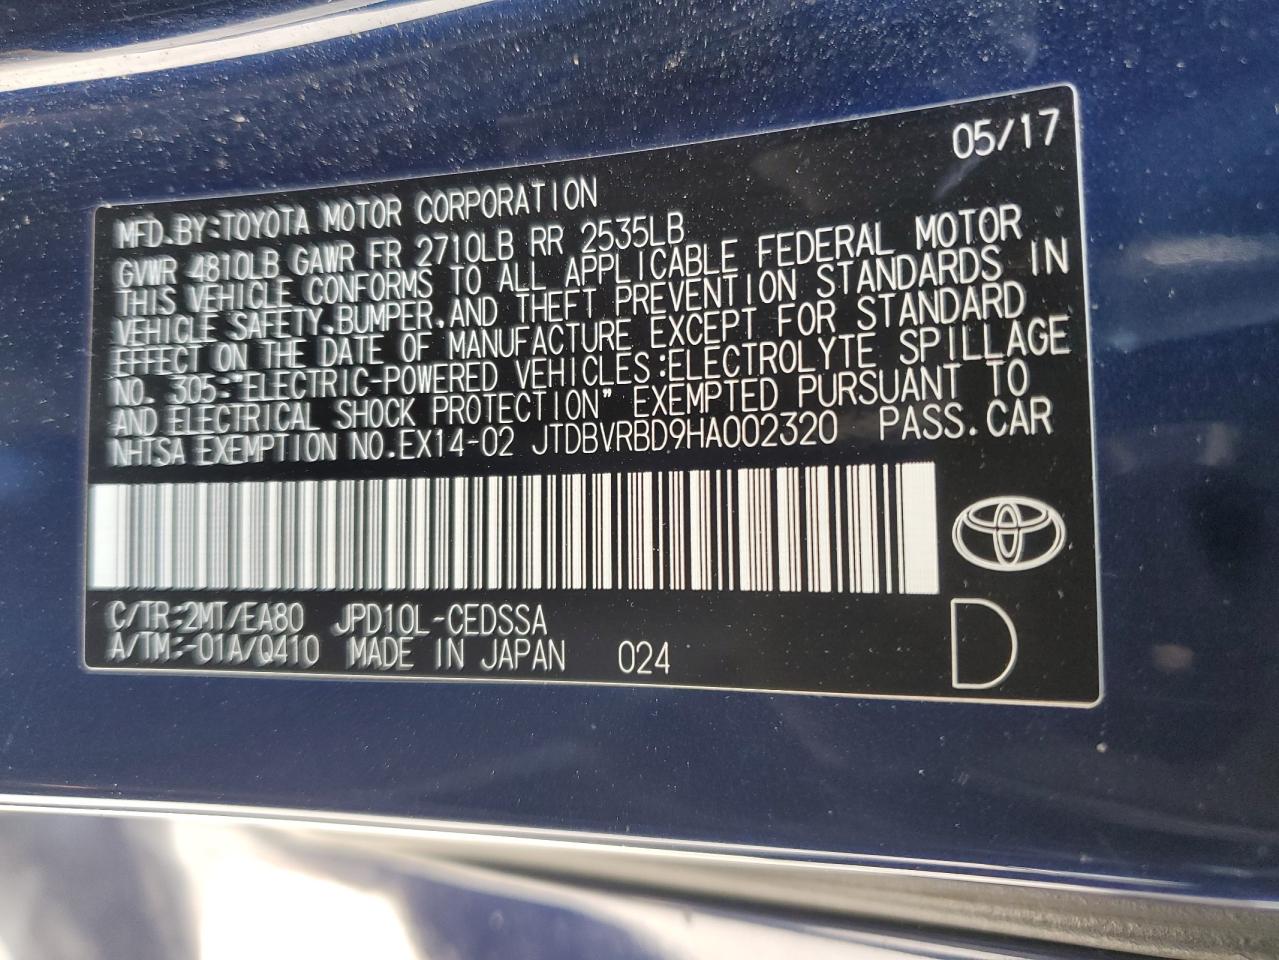 05/17
MFD.BY:TOYOTA MOTOR CORPORATION
GVWR 4810LB GAWR FR 2710LB RR 2535LB
THIS VEHICLE CONFORMS TO ALL APPLICABLE FEDERAL MOTOR
VEHICLE SAFETY,BUMPER,AND THEFT PREVENTION STANDARDS IN
EFFECT ON THE DATE OF MANUFACTURE EXCEPT FOR STANDARD
NO. 305:"ELECTRIC-POWERED VEHICLES:ELECTROLYTE SPILLAGE
AND ELECTRICAL SHOCK PROTECTION" EXEMPTED PURSUANT TO
NHTSA EXEMPTION NO.EX14-02 JTDBVRBD9HA002320 PASS.CAR
C/TR:2MT/EA80 JPD10L-CEDSSA
A/TM:-01A/Q410 MADE IN JAPAN 024
D